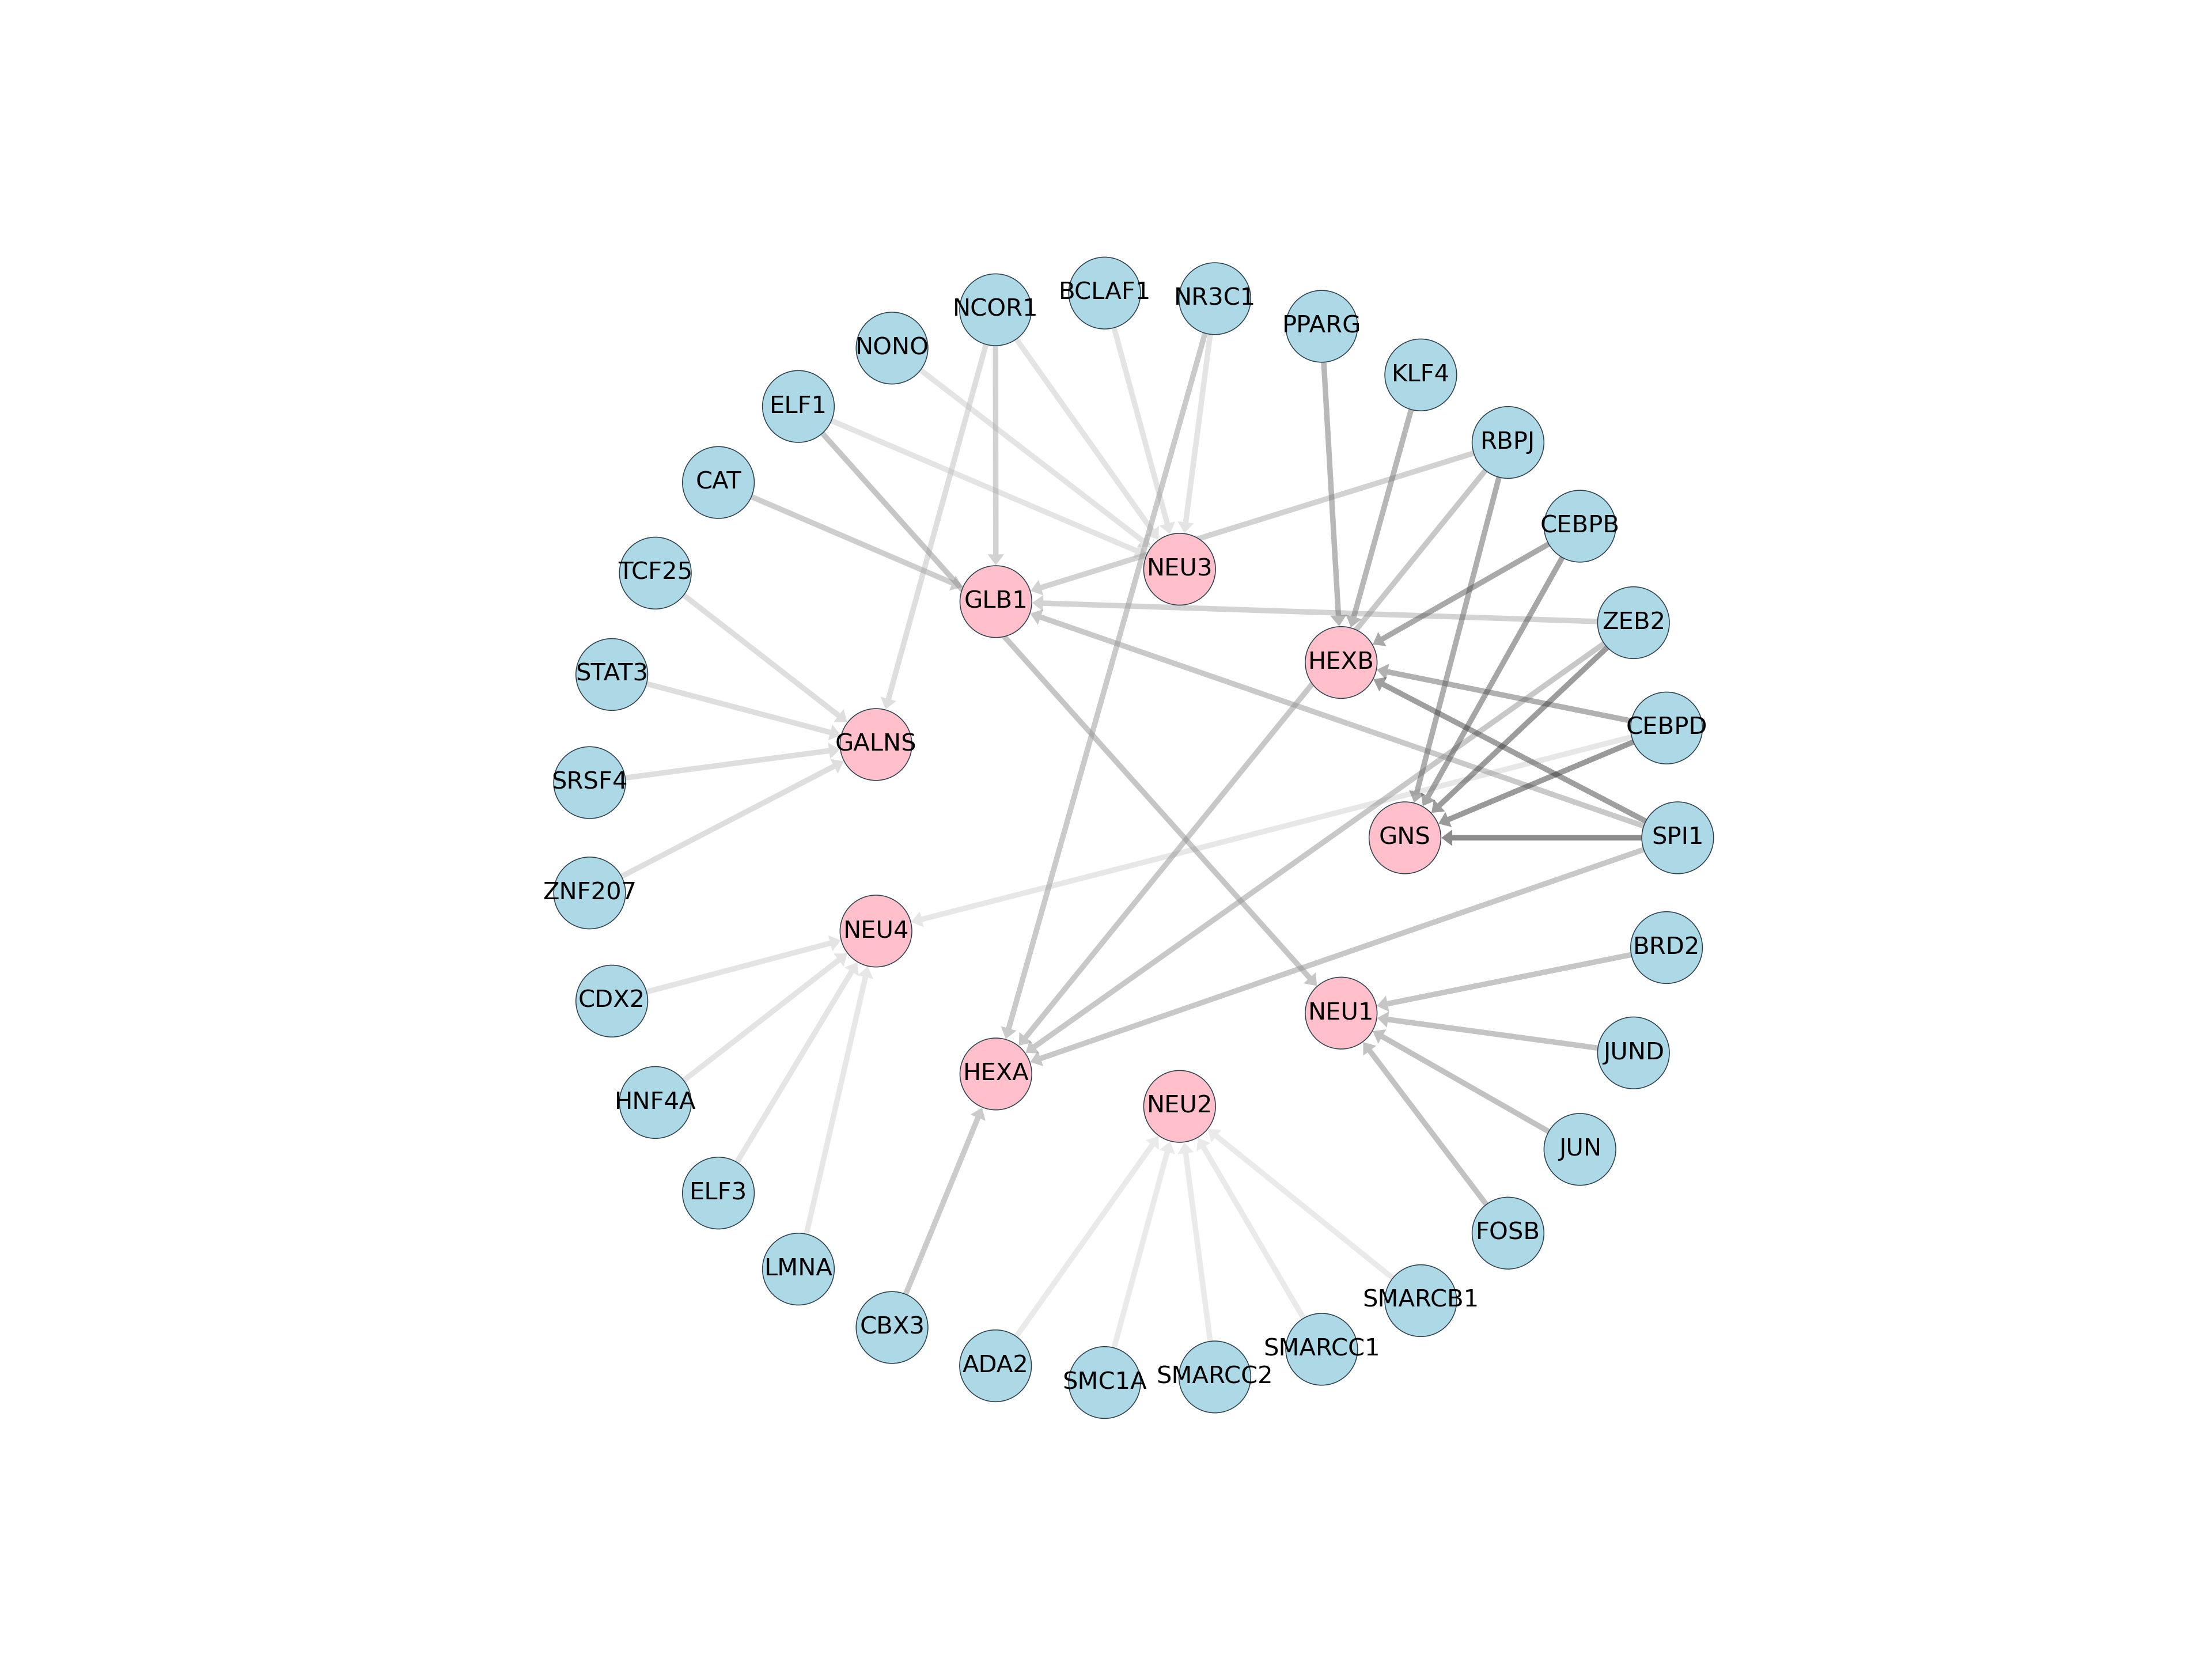 BCLAF1
NR3C1
NCOR1
PPARG
NONO
KLF4
ELF1
RBPJ
CAT
CEBPB
NEU3
TCF25
GLB1
ZEB2
HEXB
STAT3
CEBPD
GALNS
SRSF4
GNS
SPI1
ZNF207
NEU4
BRD2
CDX2
NEU1
JUND
HEXA
HNF4A
NEU2
JUN
ELF3
FOSB
LMNA
SMARCB1
CBX3
SMARCC1
ADA2
SMARCC2
SMC1A